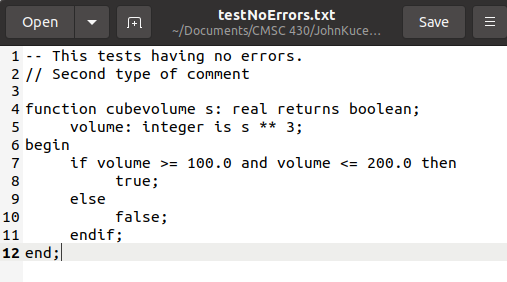 Open
testNoErrors.txt
~/Documents/CMSC 430/JohnKuce...
Save
1 -- This tests having no errors.
2 // Second type of comment
3
4 function cubevolume s: real returns boolean;
5 volume: integer is s ** 3;
6 begin
7 if volume >= 100.0 and volume <= 200.0 then
8 true;
9 else
10 false;
11 endif;
12 end;